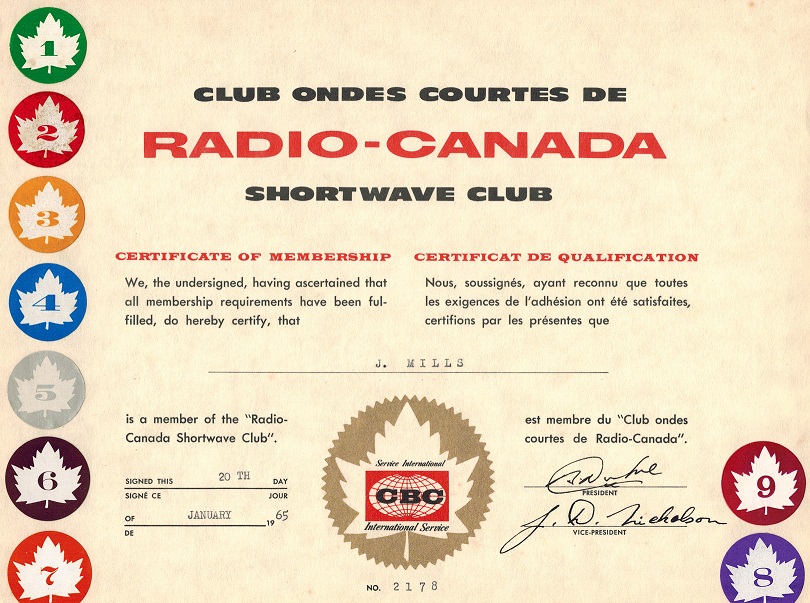 CLUB ONDES COURTES DE
RADIO-CANADA
SHORTWAVE CLUB
CERTIFICATE OF MEMBERSHIP
We, the undersigned, having ascertained that
all membership requirements have been ful-
filled, do hereby certify, that
CERTIFICAT DE QUALIFICATION
Nous, soussignés, ayant reconnu que toutes
les exigences de l'adhésion ont été satisfaites,
certifions par les présentes que
J. MILLS
is a member of the "Radio-
Canada Shortwave Club".
est membre du "Club ondes
courtes de Radio-Canada".
SIGNED THIS 20 TH DAY
SIGNÉ CE JOUR
OF JANUARY 1965
DE
Service International
CBC
International Service
PRESIDENT
J. D. Nicholson
VICE-PRESIDENT
NO. 2178
1
2
3
4
5
6
7
9
8